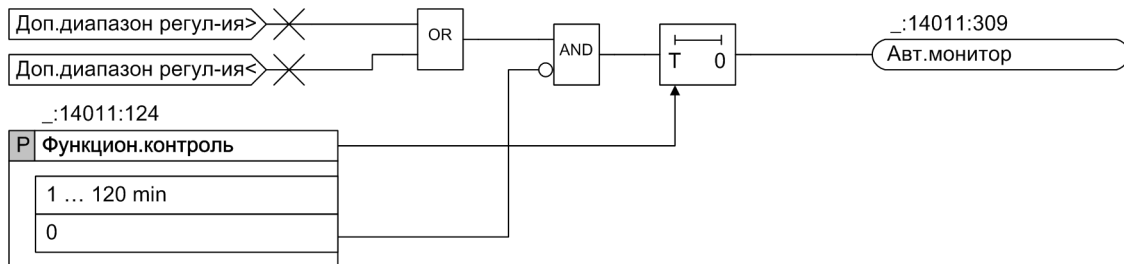 Доп.диапазон регул-ия>
OR
_:14011:309
AND
T 0
Авт.монитор
Доп.диапазон регул-ия<
_:14011:124
P Функцион.контроль
1 … 120 min
0